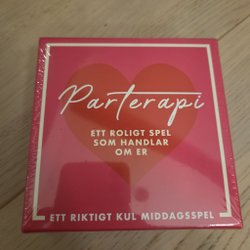 Parterapi
ETT ROLIGT SPEL
SOM HANDLAR
OM ER
ETT RIKTIGT KUL MIDDAGSSPEL